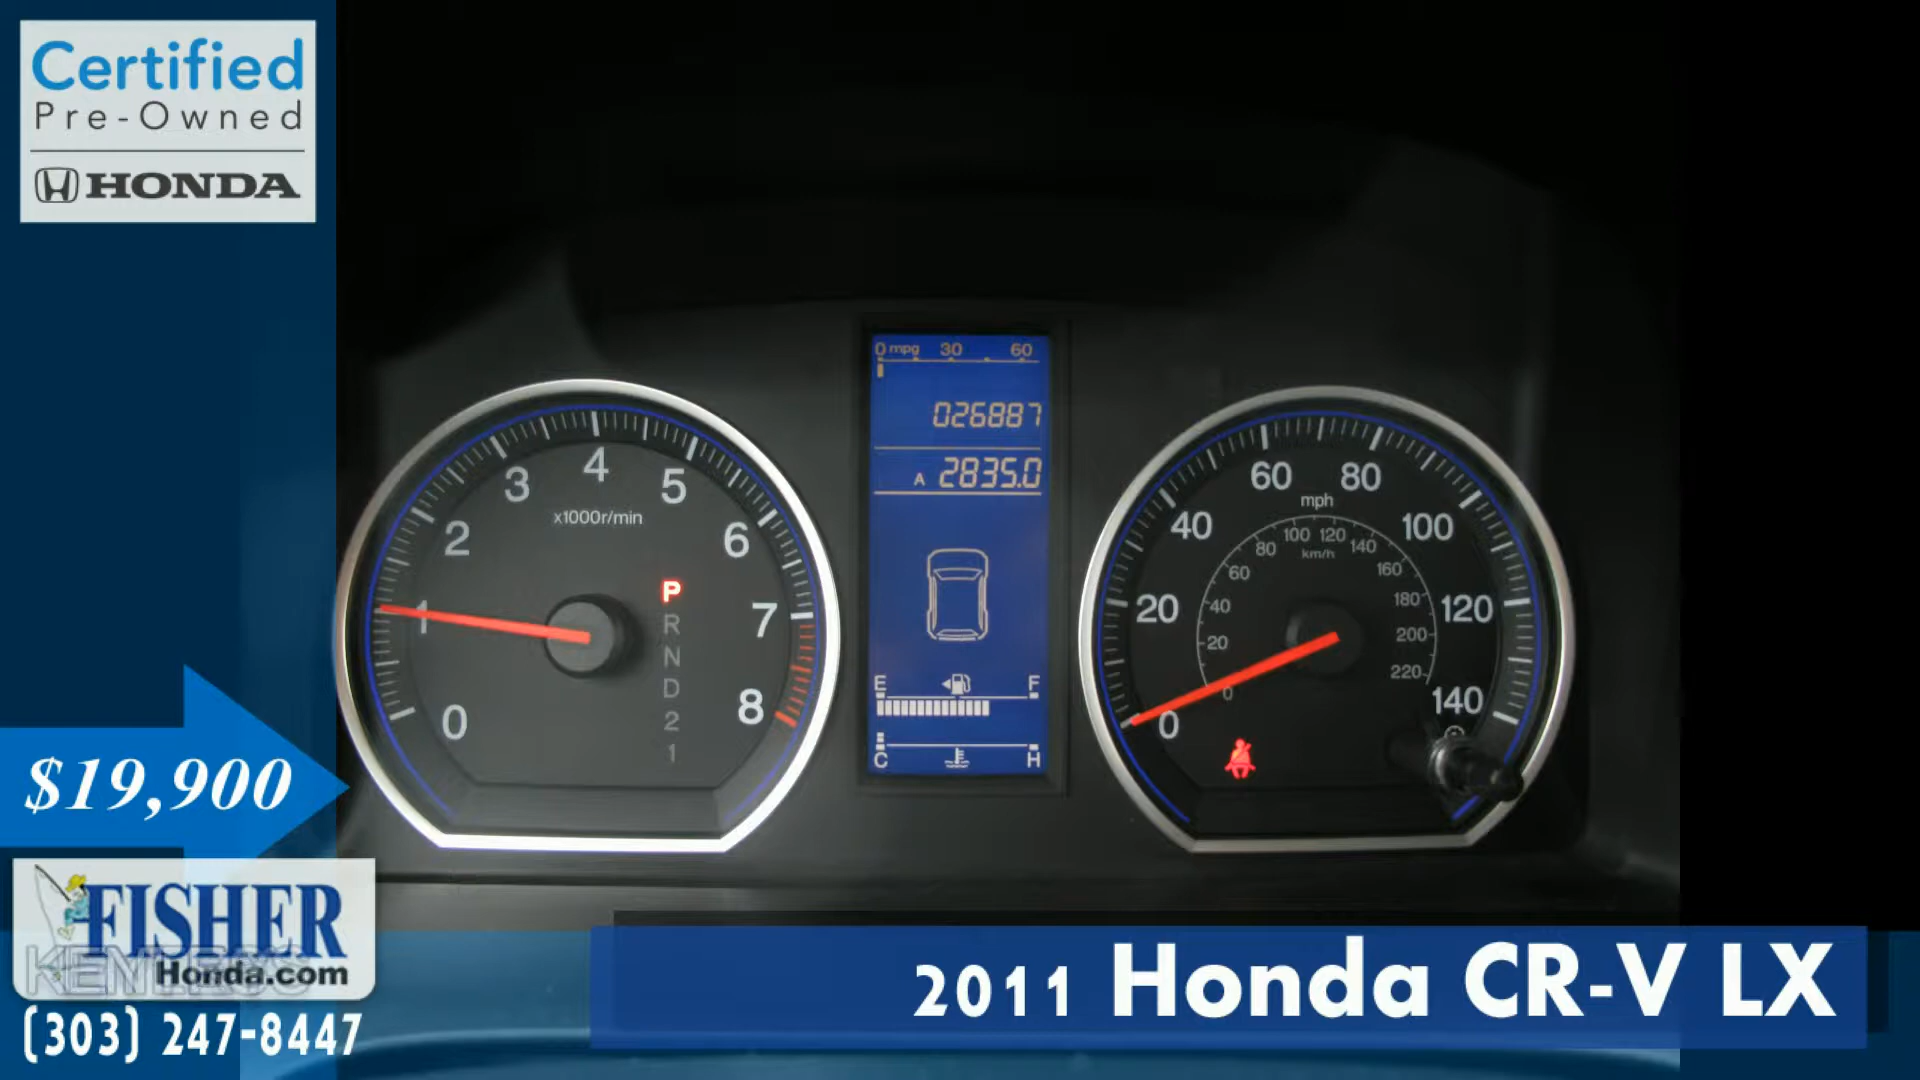 Certified
Pre-Owned
HONDA
0 mpg 30 60
026887
A 2835.0
E F
C H
0 1 2 3 4 5 6 7 8
x1000r/min
P
R
N
D
2
1
0 20 40 60 80 100 120 140
mph
0 20 40 60 80 100 120 140 160 180 200 220
km/h
$19,900
FISHER
Honda.com
(303) 247-8447
2011 Honda CR-V LX